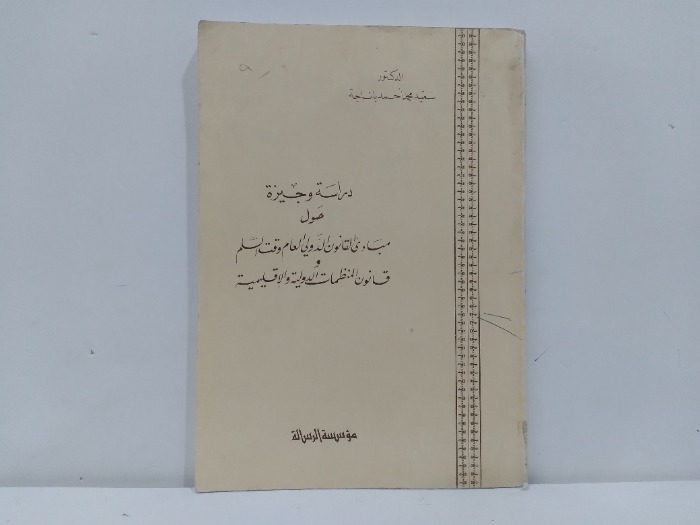 الدكتور
سعيد محمد أحمد باناجة
دراسة وجيزة
حول
مبادئ القانون الدولي العام وقت السلم
و
قانون المنظمات الدولية والاقليمية
مؤسسة الرسالة